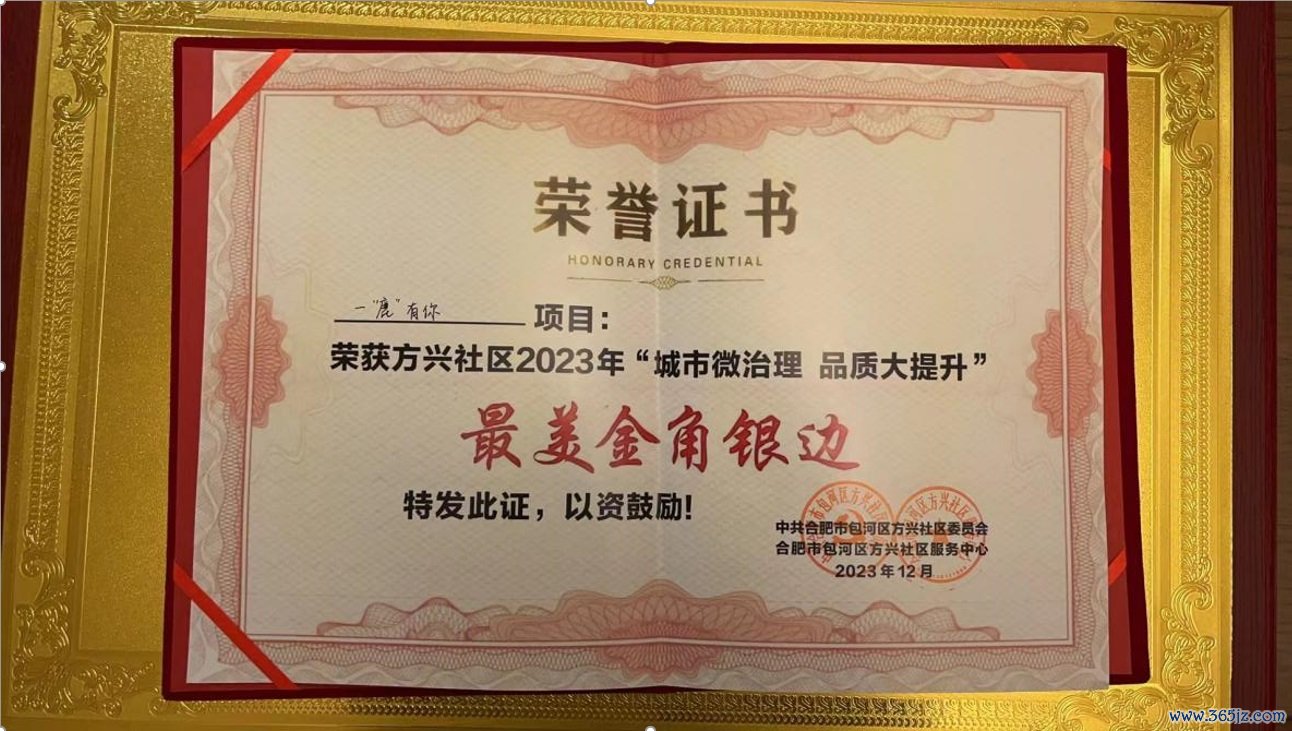 荣誉证书
HONORARY CREDENTIAL
一“鹿”有你 项目：
荣获方兴社区2023年“城市微治理 品质大提升”
最美金角银边
特发此证，以资鼓励！
中共合肥市包河区方兴社区委员会
合肥市包河区方兴社区服务中心
2023年12月
www.365jz.com